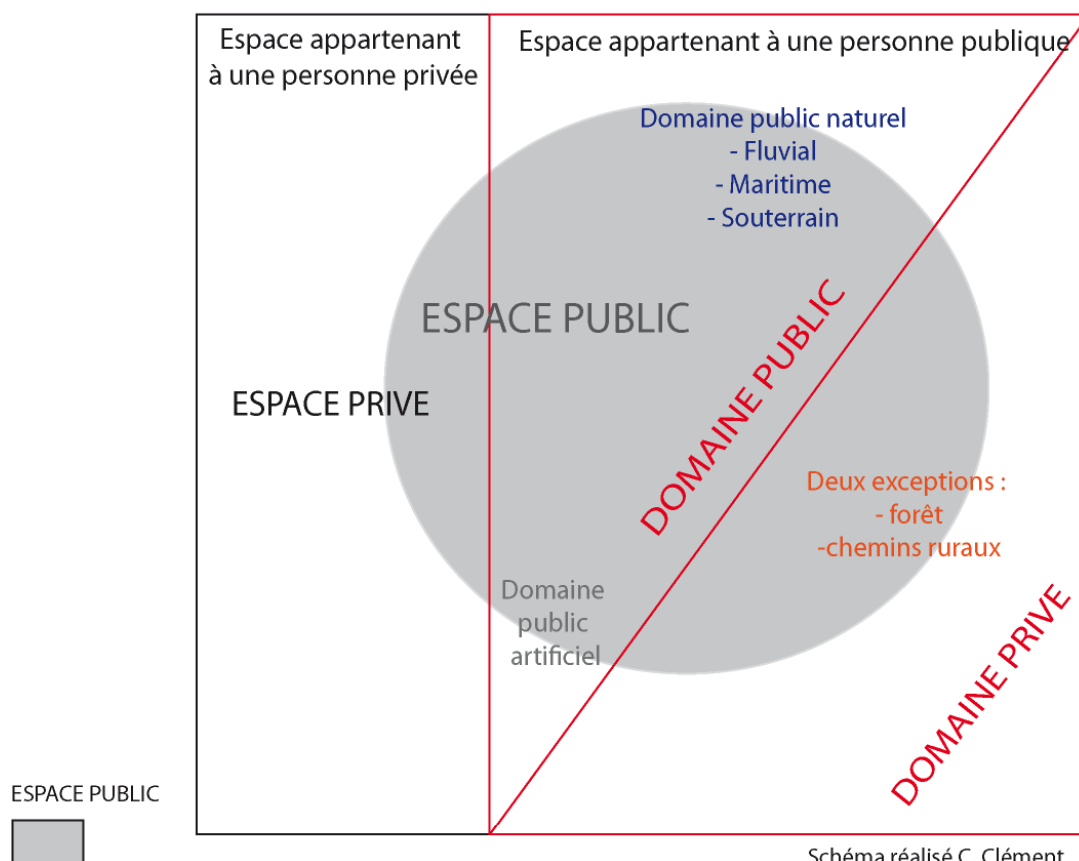 Espace appartenant
à une personne privée
Espace appartenant à une personne publique
Domaine public naturel
- Fluvial
- Maritime
- Souterrain
ESPACE PUBLIC
ESPACE PRIVE
DOMAINE PUBLIC
Deux exceptions :
- forêt
-chemins ruraux
Domaine
public
artificiel
DOMAINE PRIVE
ESPACE PUBLIC
Schéma réalisé C. Clément